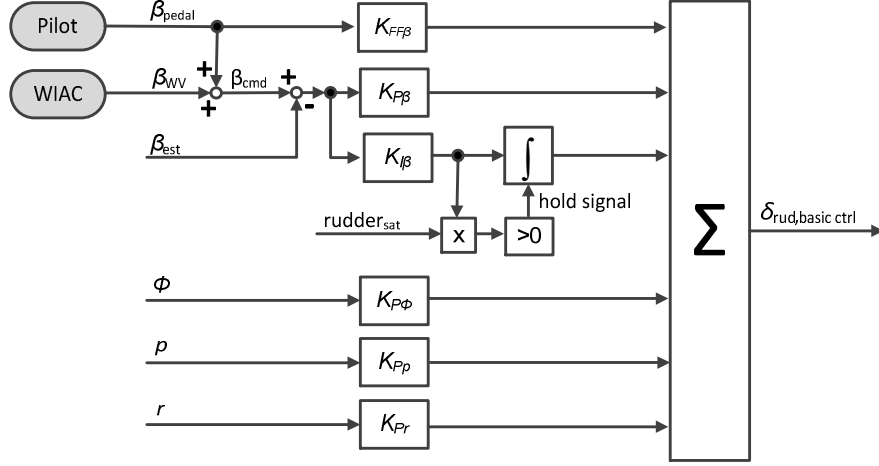 Pilot β_pedal K_FFβ
WIAC β_WV + + β_cmd + - K_Pβ
β_est K_Iβ ∫
hold signal
rudder_sat x >0
Σ δ_rud,basic ctrl
Φ K_PΦ
p K_Pp
r K_Pr